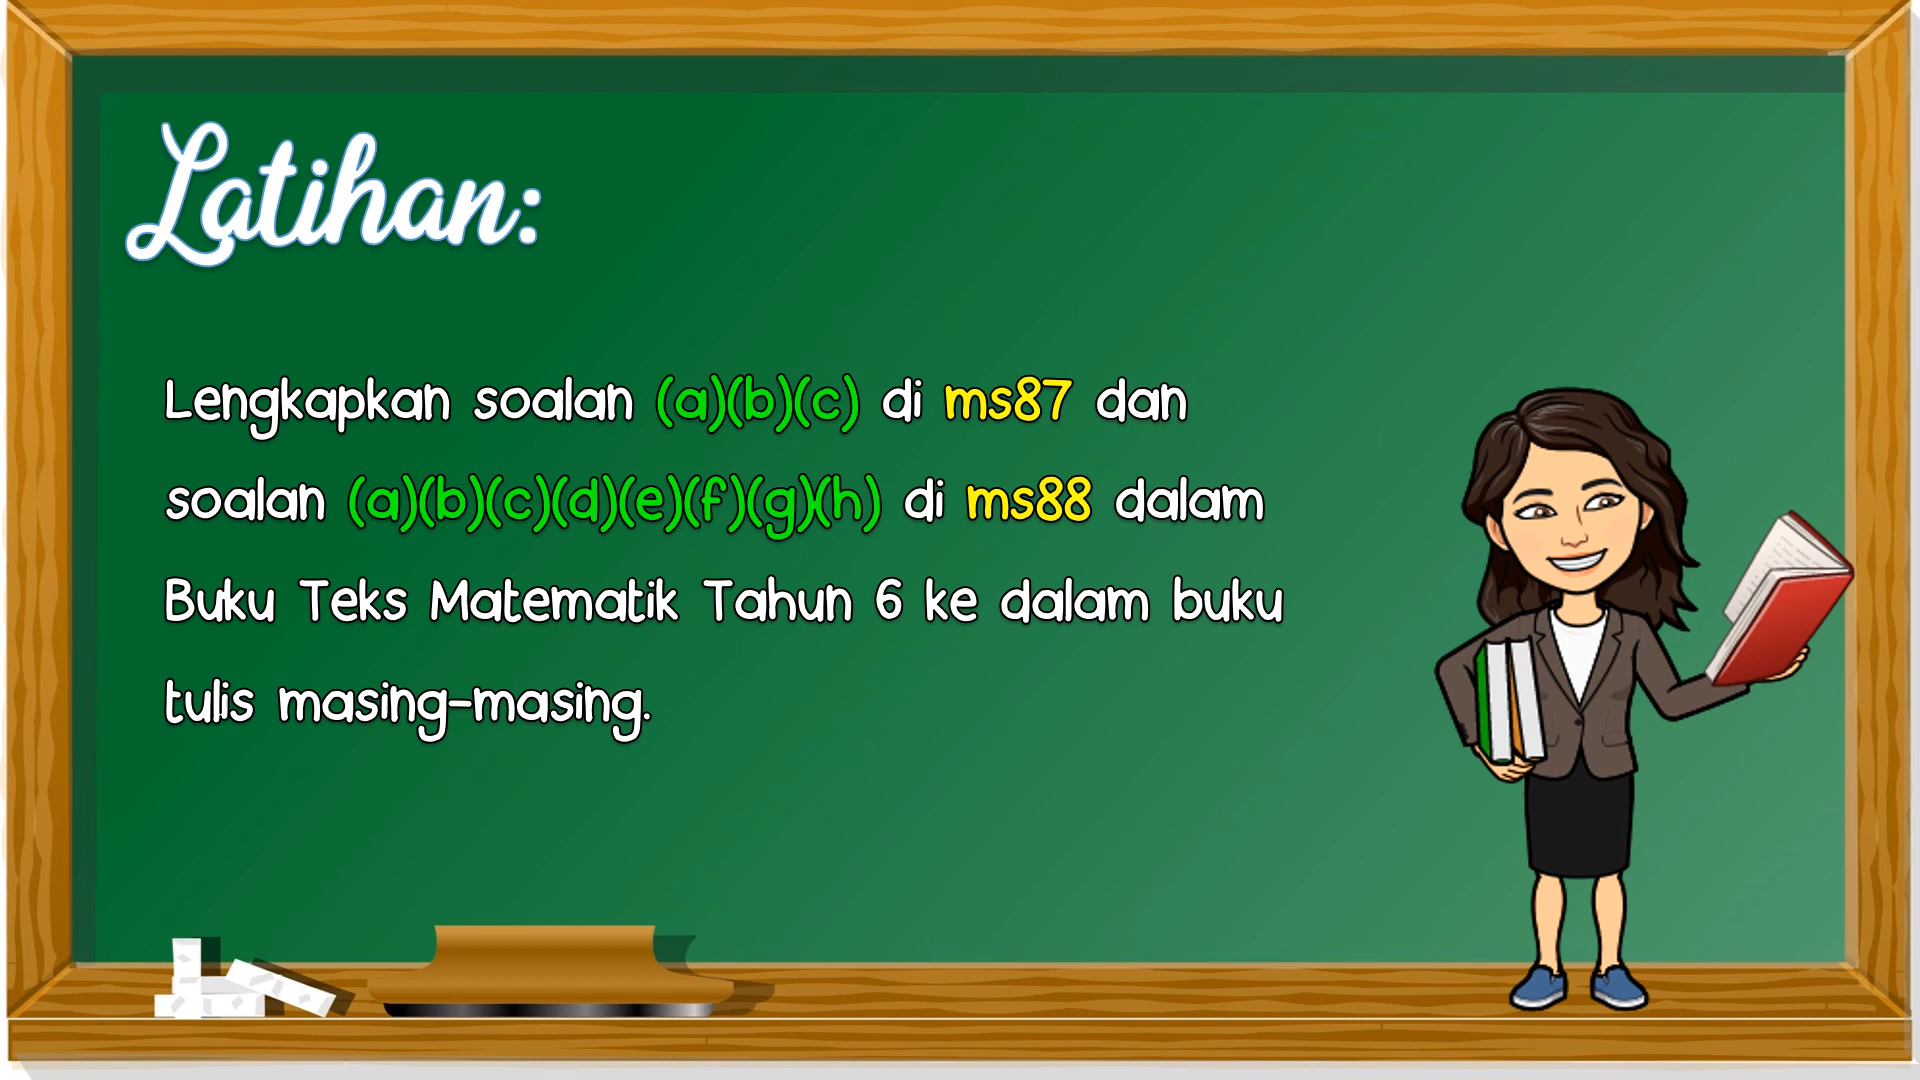 Latihan:
Lengkapkan soalan (a)(b)(c) di ms87 dan
soalan (a)(b)(c)(d)(e)(f)(g)(h) di ms88 dalam
Buku Teks Matematik Tahun 6 ke dalam buku
tulis masing-masing.